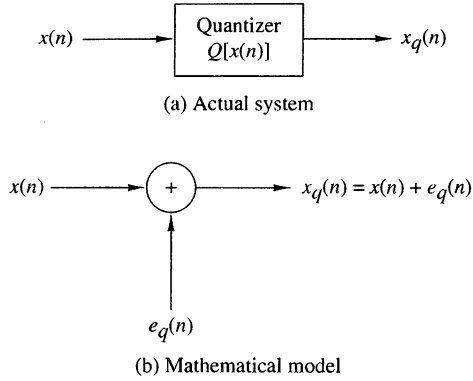 x(n)
Quantizer
Q[x(n)]
x_q(n)
(a) Actual system
x(n)
+
x_q(n) = x(n) + e_q(n)
e_q(n)
(b) Mathematical model